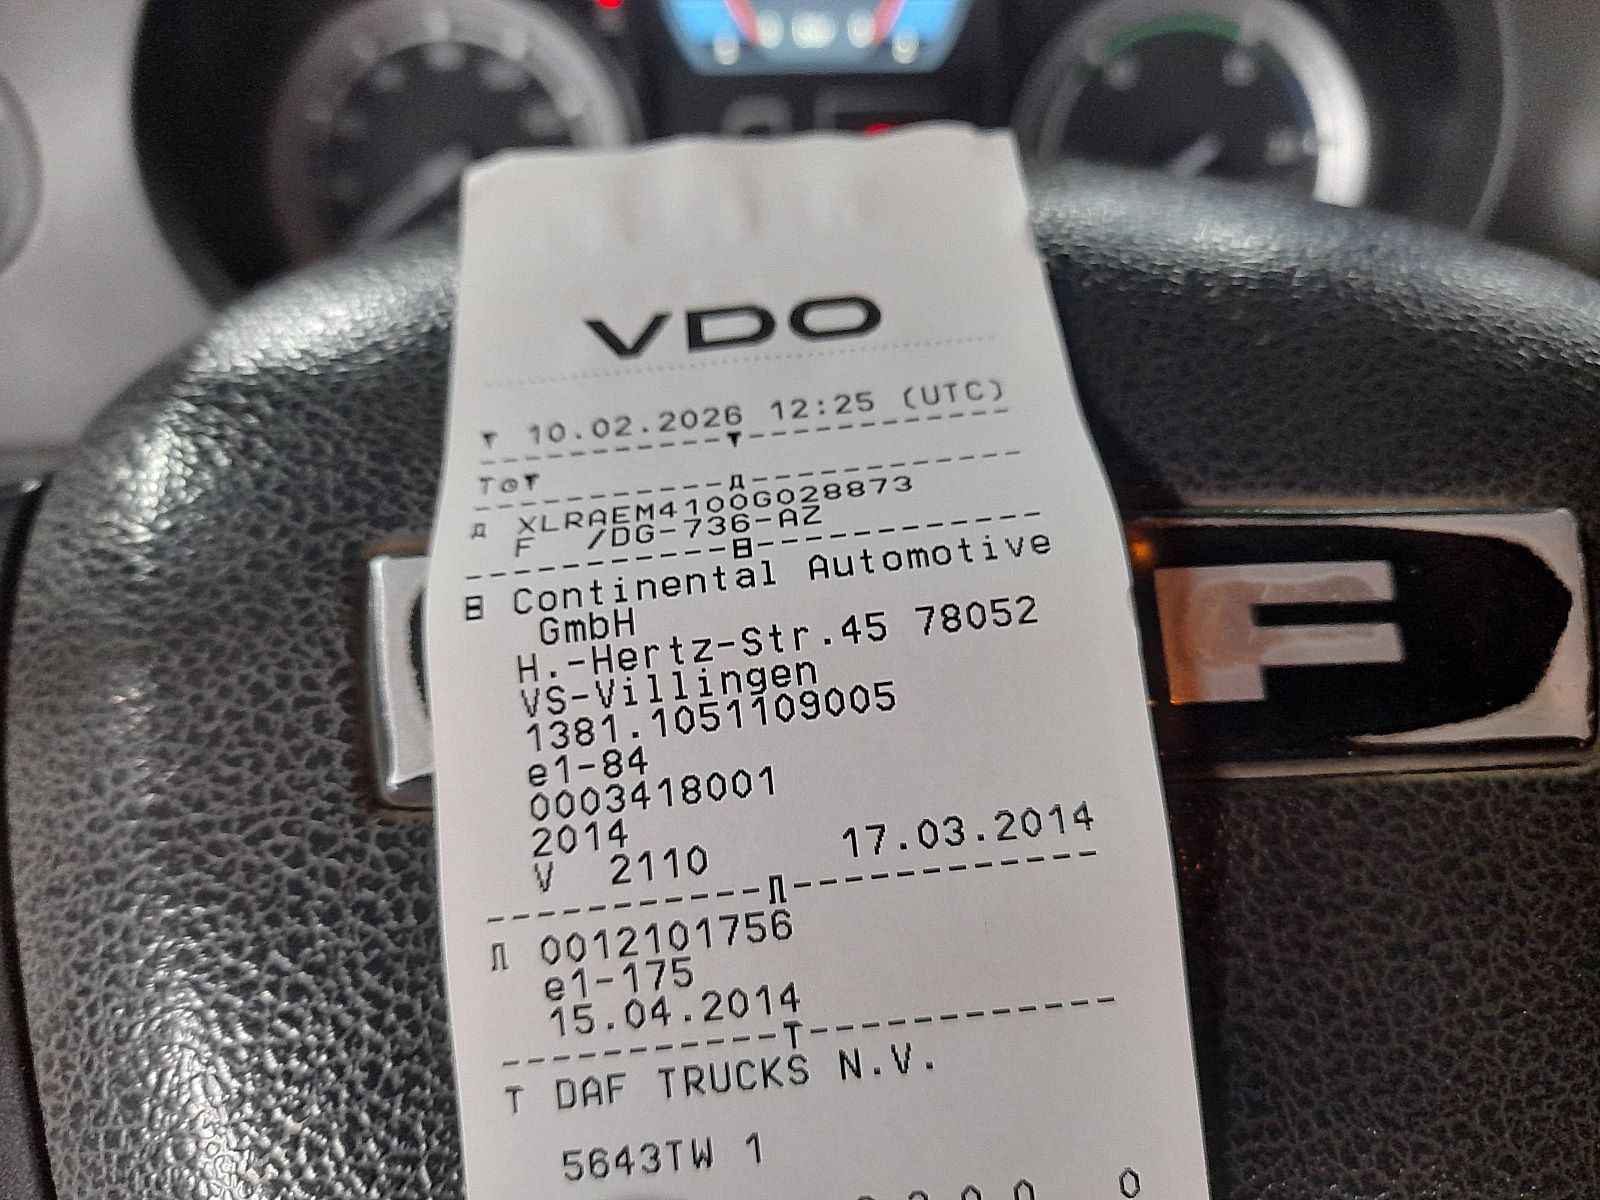 VDO
▼ 10.02.2026 12:25 (UTC)
T⊙▼
XLRAEM4100G028873
F /DG-736-AZ
Continental Automotive
GmbH
H.-Hertz-Str.45 78052
VS-Villingen
1381.1051109005
e1-84
0003418001
2014
V 2110 17.03.2014
0012101756
e1-175
15.04.2014
T DAF TRUCKS N.V.
5643TW 1
F